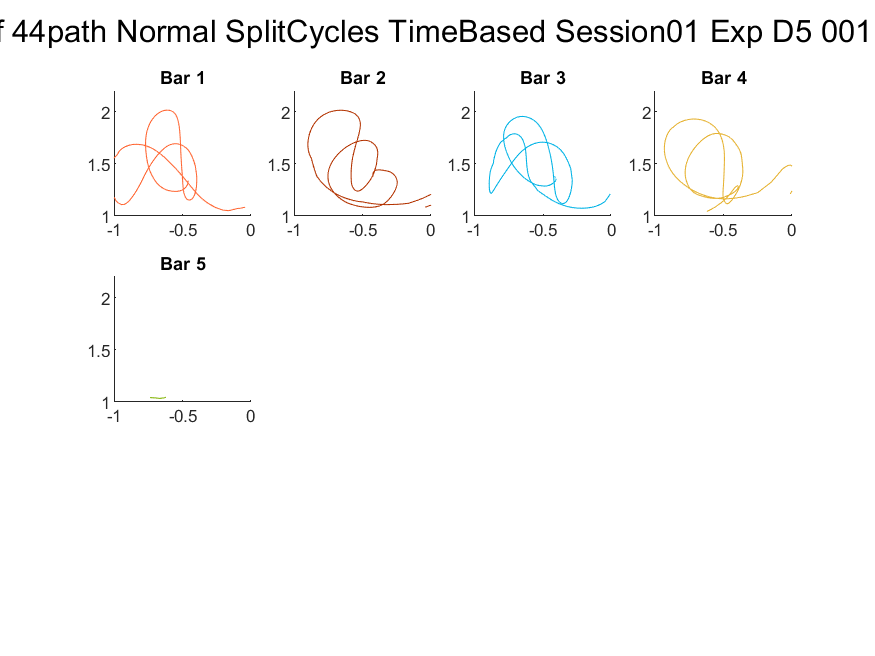 f 44path Normal SplitCycles TimeBased Session01 Exp D5 001
Bar 1 Bar 2 Bar 3 Bar 4
2 2 2 2
1.5 1.5 1.5 1.5
1 1 1 1
-1 -0.5 0 -1 -0.5 0 -1 -0.5 0 -1 -0.5 0
Bar 5
2
1.5
1
-1 -0.5 0